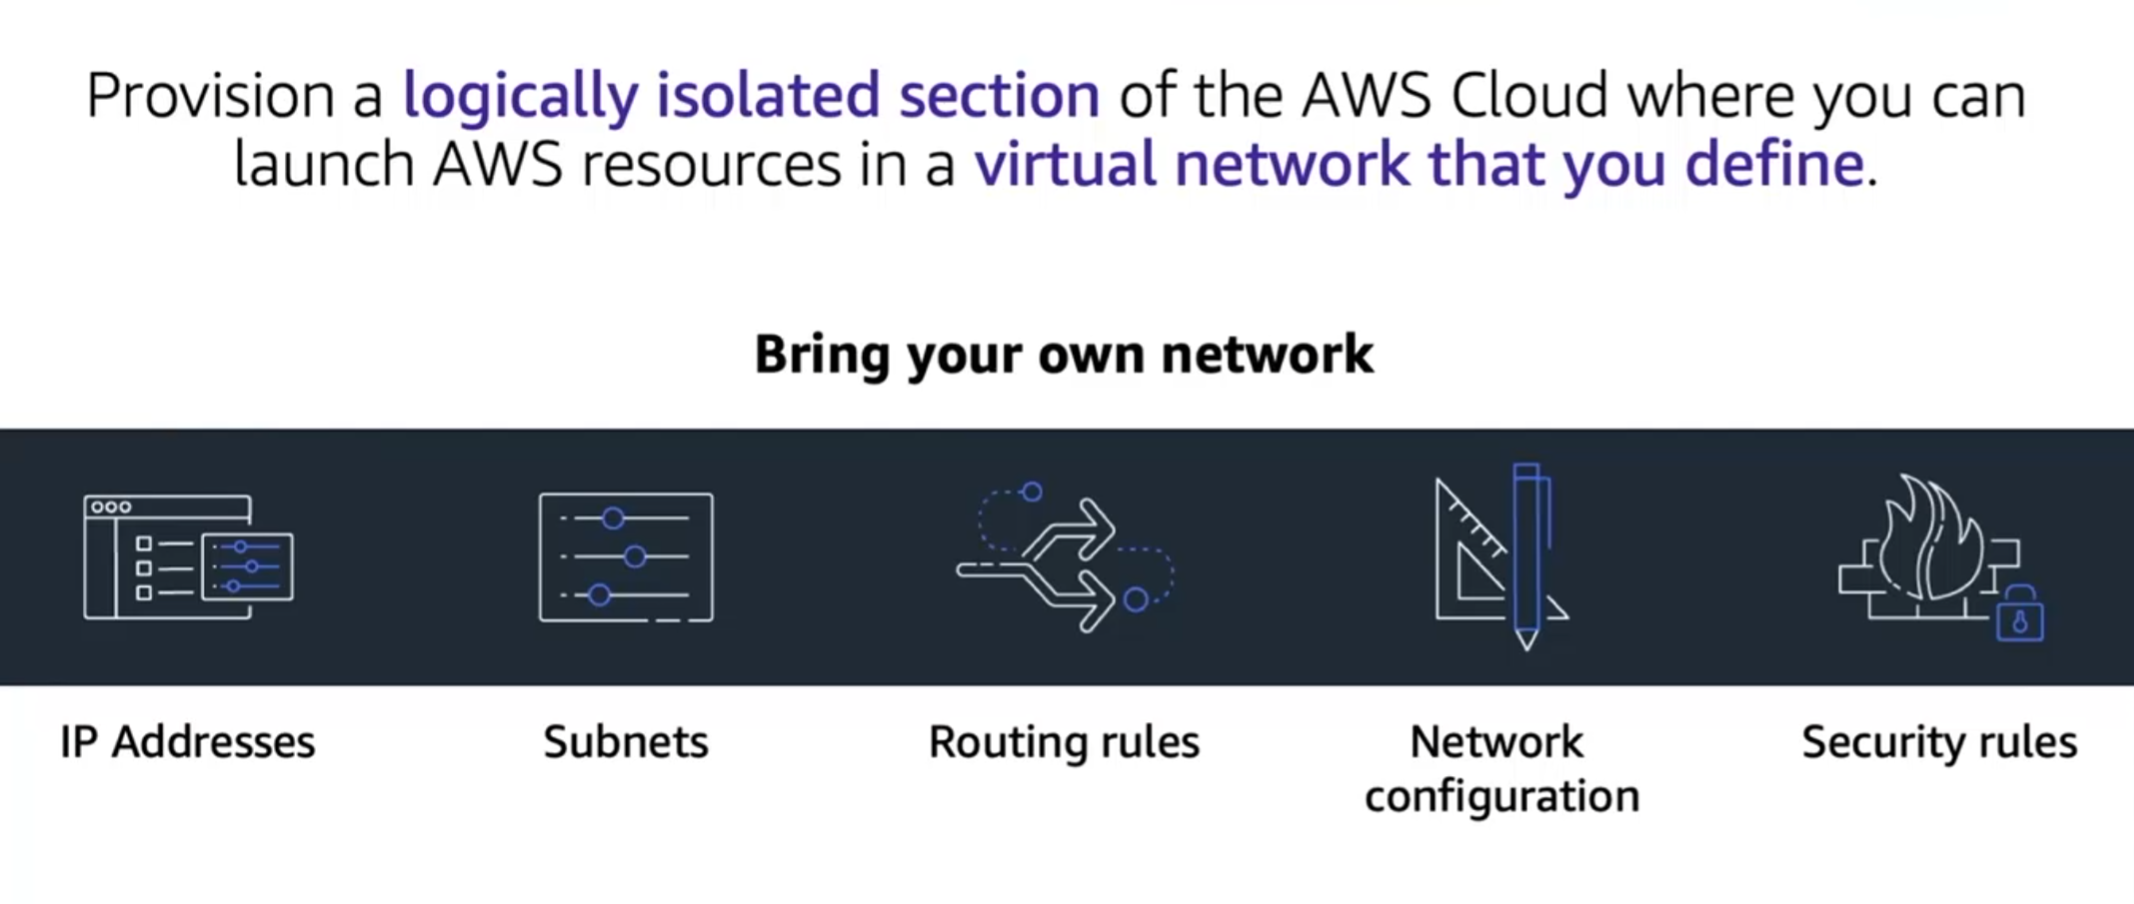 Provision a logically isolated section of the AWS Cloud where you can
launch AWS resources in a virtual network that you define.
Bring your own network
IP Addresses
Subnets
Routing rules
Network
configuration
Security rules